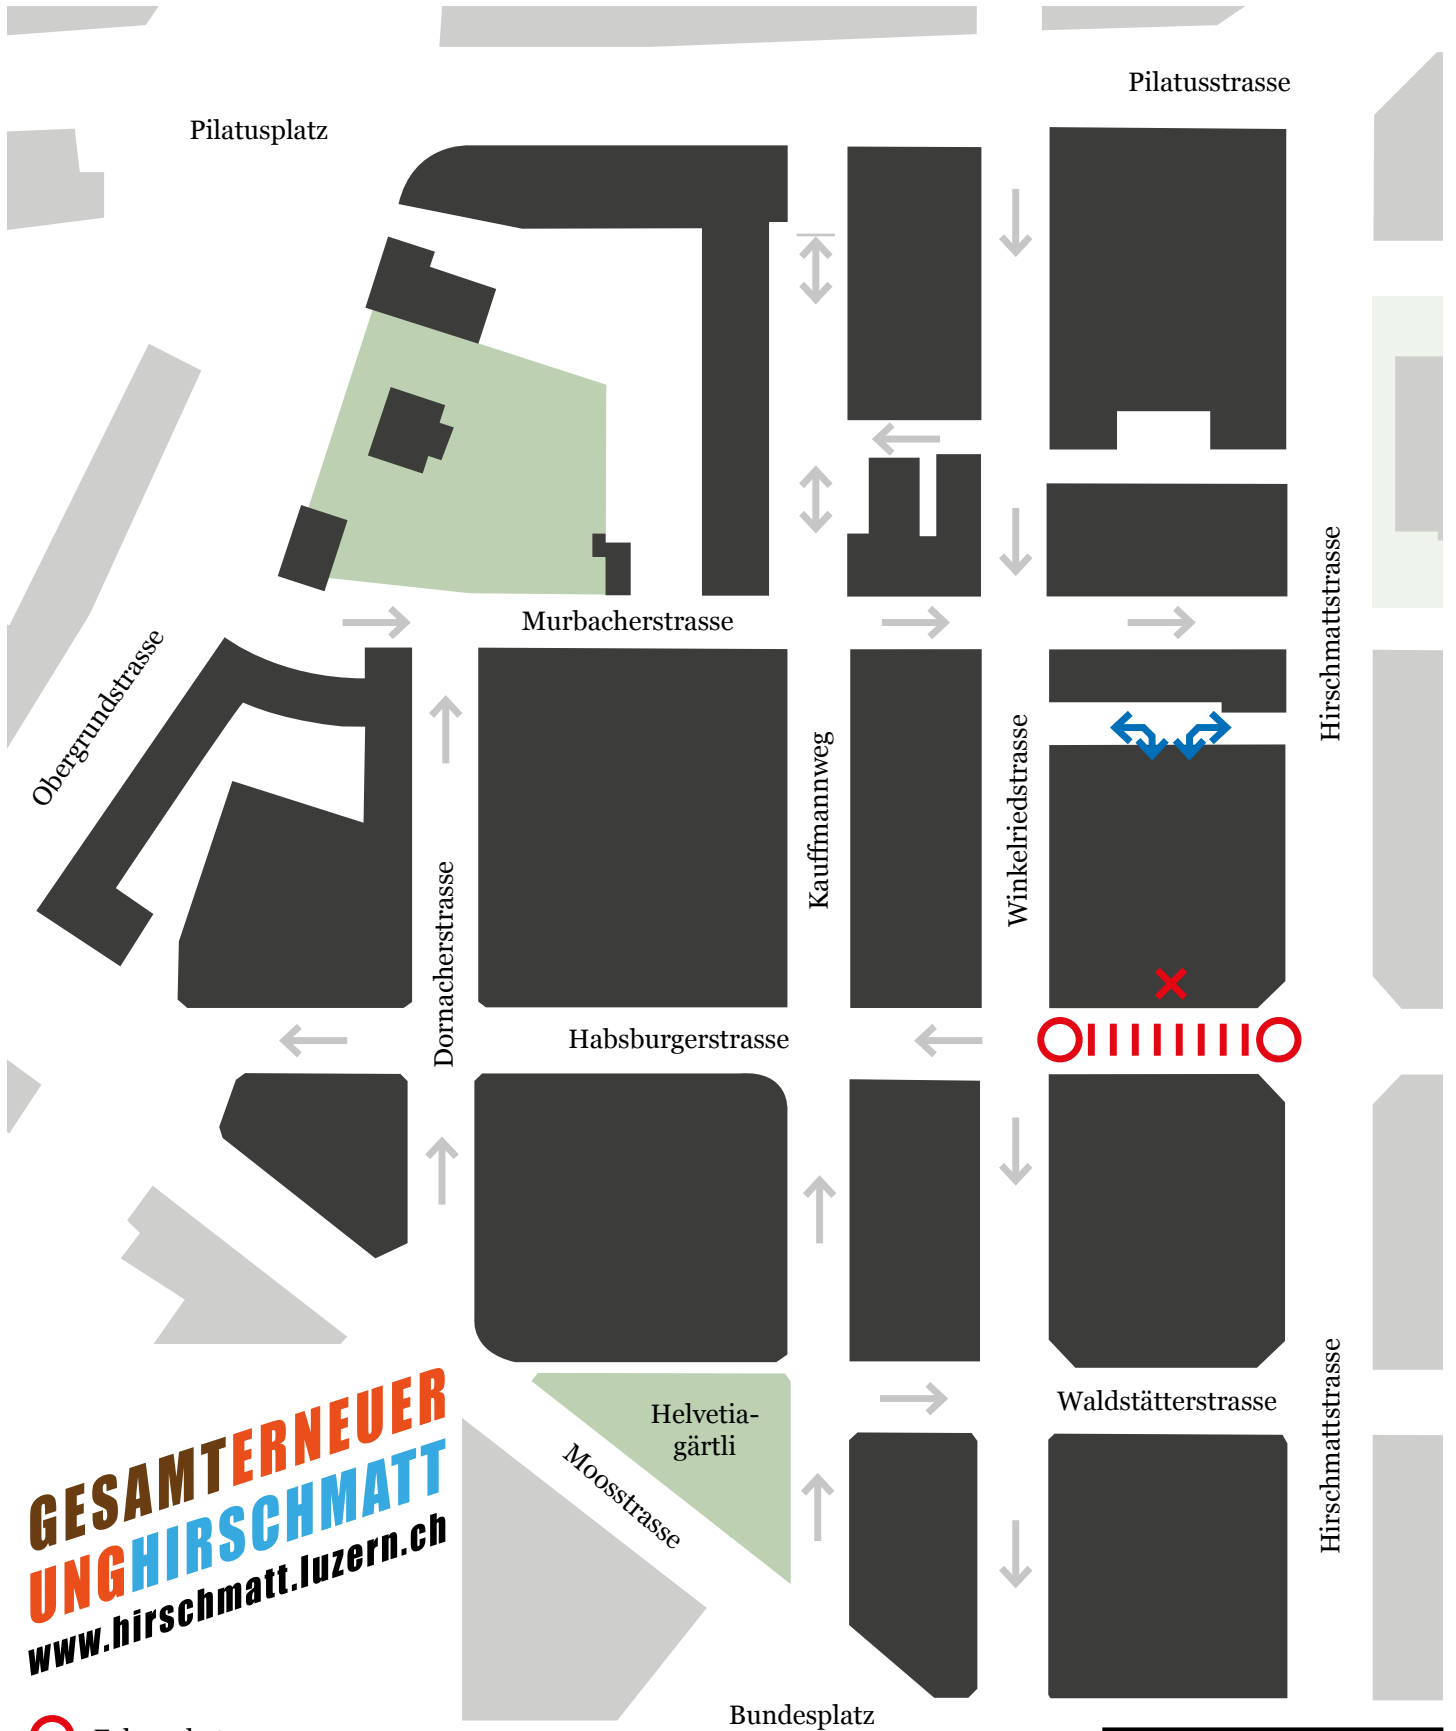 Pilatusstrasse
Pilatusplatz
Hirschmattstrasse
Murbacherstrasse
Obergrundstrasse
Kauffmannweg
Winkelriedstrasse
Dornacherstrasse
Habsburgerstrasse
Waldstätterstrasse
Hirschmattstrasse
Helvetia-
gärtli
Moosstrasse
GESAMTERNEUER
UNGHIRSCHMATT
www.hirschmatt.luzern.ch
Bundesplatz